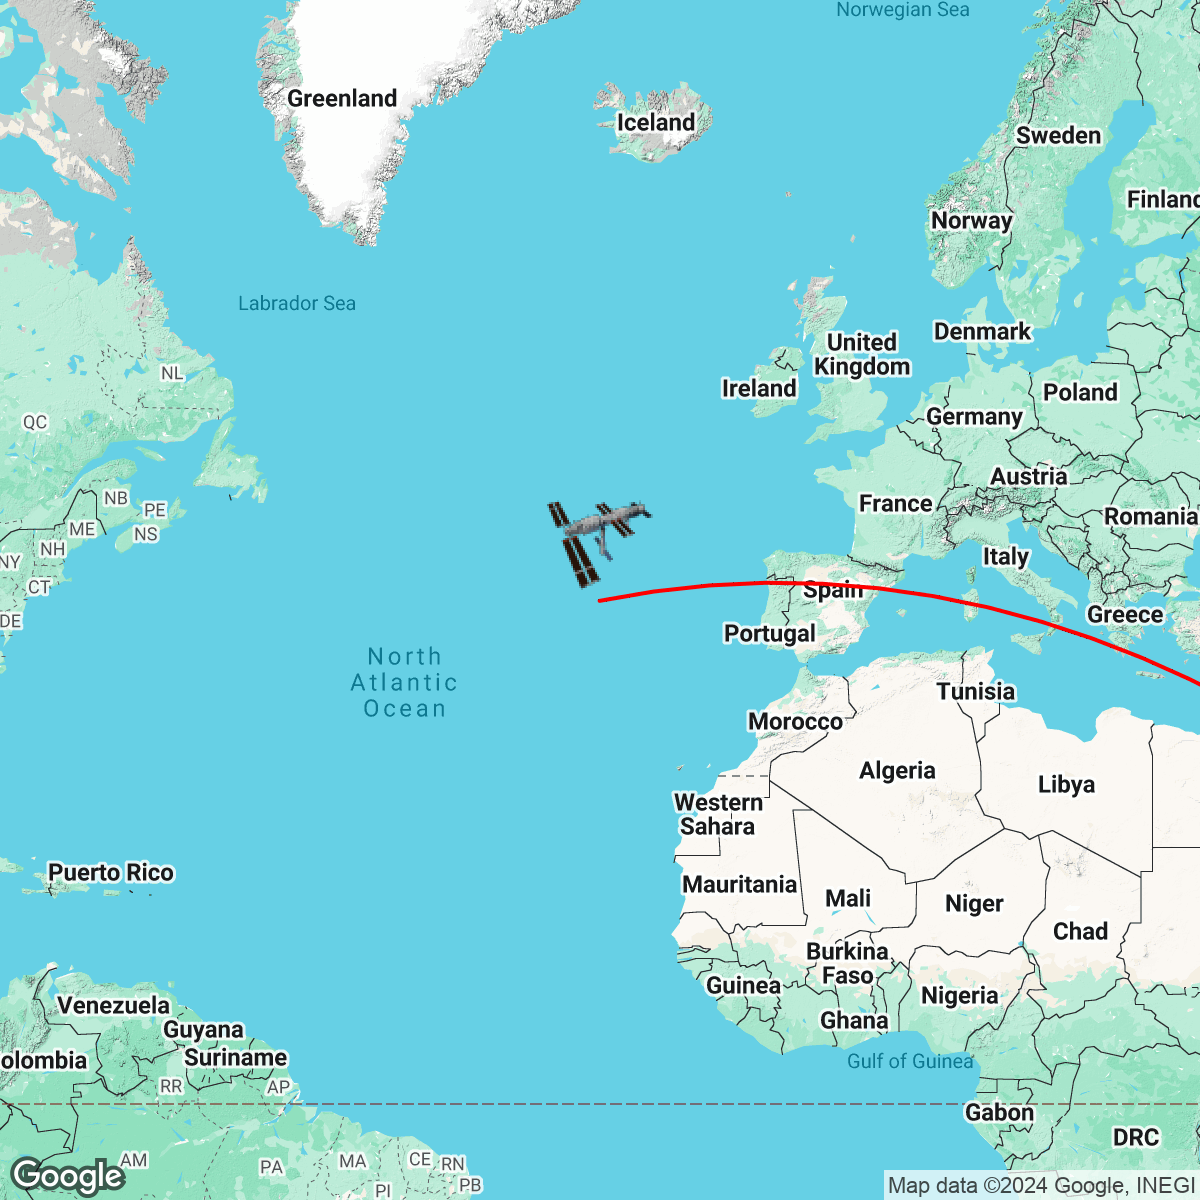 Norwegian Sea
Greenland
Iceland
Sweden
Finland
Norway
Labrador Sea
Denmark
United
Kingdom
NL
Ireland
Poland
Germany
QC
Austria
NB
France
PE
Romania
ME
NS
NH
NY
Italy
CT
Spain
Greece
DE
Portugal
North
Atlantic
Ocean
Tunisia
Morocco
Algeria
Libya
Western
Sahara
Puerto Rico
Mauritania
Mali
Niger
Chad
Burkina
Faso
Guinea
Nigeria
Venezuela
Ghana
Guyana
Suriname
olombia
Gulf of Guinea
RR
AP
Gabon
DRC
AM
PA
MA
CE
RN
PI
PB
Google
Map data ©2024 Google, INEGI